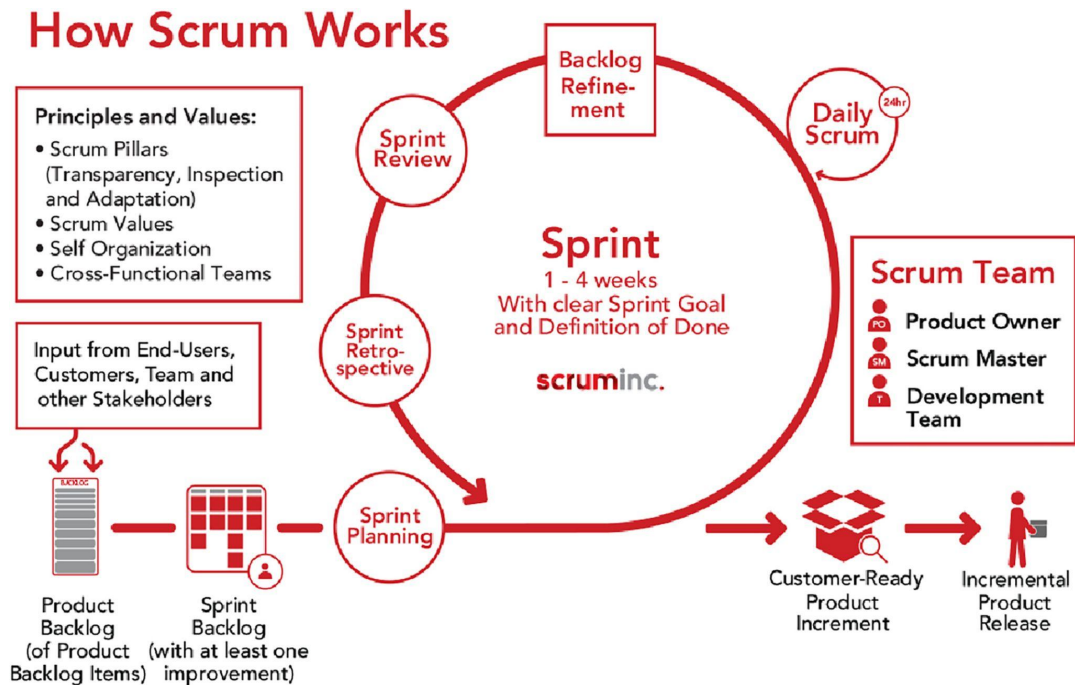 How Scrum Works
Principles and Values:
• Scrum Pillars
(Transparency, Inspection
and Adaptation)
• Scrum Values
• Self Organization
• Cross-Functional Teams
Input from End-Users,
Customers, Team and
other Stakeholders
BACKLOG
Product
Backlog
(of Product
Backlog Items)
Sprint
Backlog
(with at least one
improvement)
Sprint
Planning
Backlog
Refine-
ment
Daily
Scrum
24hr
Sprint
Review
Sprint
Retro-
spective
Sprint
1 - 4 weeks
With clear Sprint Goal
and Definition of Done
scruminc.
Scrum Team
PO Product Owner
SM Scrum Master
T Development
Team
Customer-Ready
Product
Increment
Incremental
Product
Release